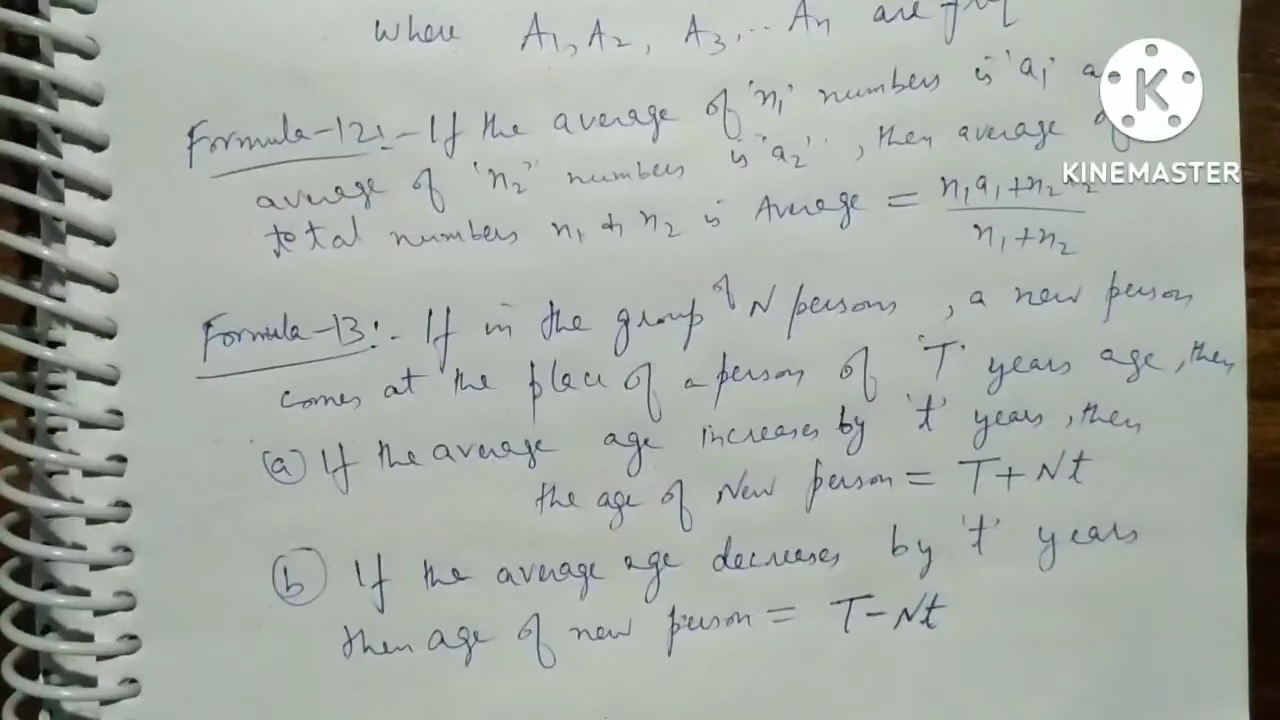 where A1, A2, A3, ... An are
Formula-12:- If the average of 'n1' numbers is 'a1'
average of 'n2' numbers is 'a2', then average of
total numbers n1 & n2 is Average = n1a1+n2 2
n1+n2
Formula-13:- If in the group of N persons, a new person
comes at the place of a person of 'T' years age, then
(a) If the average age increases by 't' years, then
the age of New person = T + Nt
(b) If the average age decreases by 't' years
then age of new person = T - Nt
K
KINEMASTER